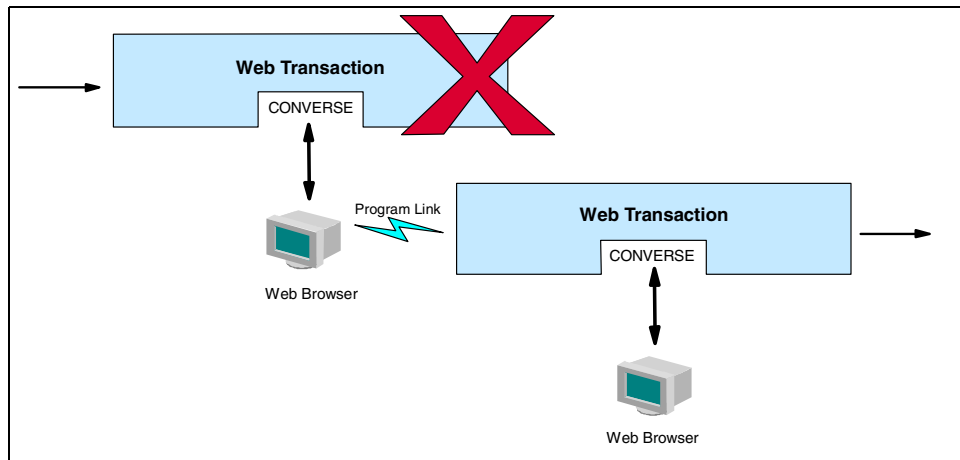 Web Transaction
CONVERSE
Program Link
Web Transaction
CONVERSE
Web Browser
Web Browser